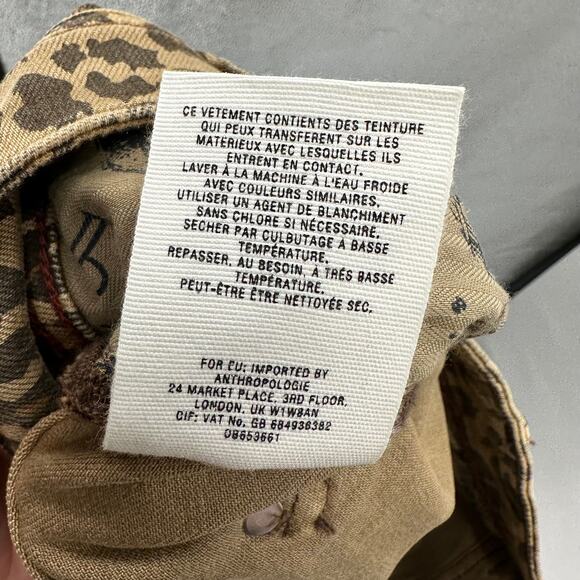 CE VETEMENT CONTIENTS DES TEINTURE
QUI PEUX TRANSFERENT SUR LES
MATERIEUX AVEC LESQUELLES ILS
ENTRENT EN CONTACT.
LAVER À LA MACHINE À L'EAU FROIDE
AVEC COULEURS SIMILAIRES.
UTILISER UN AGENT DE BLANCHIMENT
SANS CHLORE SI NÉCESSAIRE.
SECHER PAR CULBUTAGE À BASSE
TEMPÉRATURE.
REPASSER, AU BESOIN, À TRÈS BASSE
TEMPÉRATURE.
PEUT-ÊTRE ÊTRE NETTOYÉE SEC.
FOR EU: IMPORTED BY
ANTHROPOLOGIE
24 MARKET PLACE, 3RD FLOOR,
LONDON, UK W1W8AN
CIF: VAT No. GB 684936382
OB653661